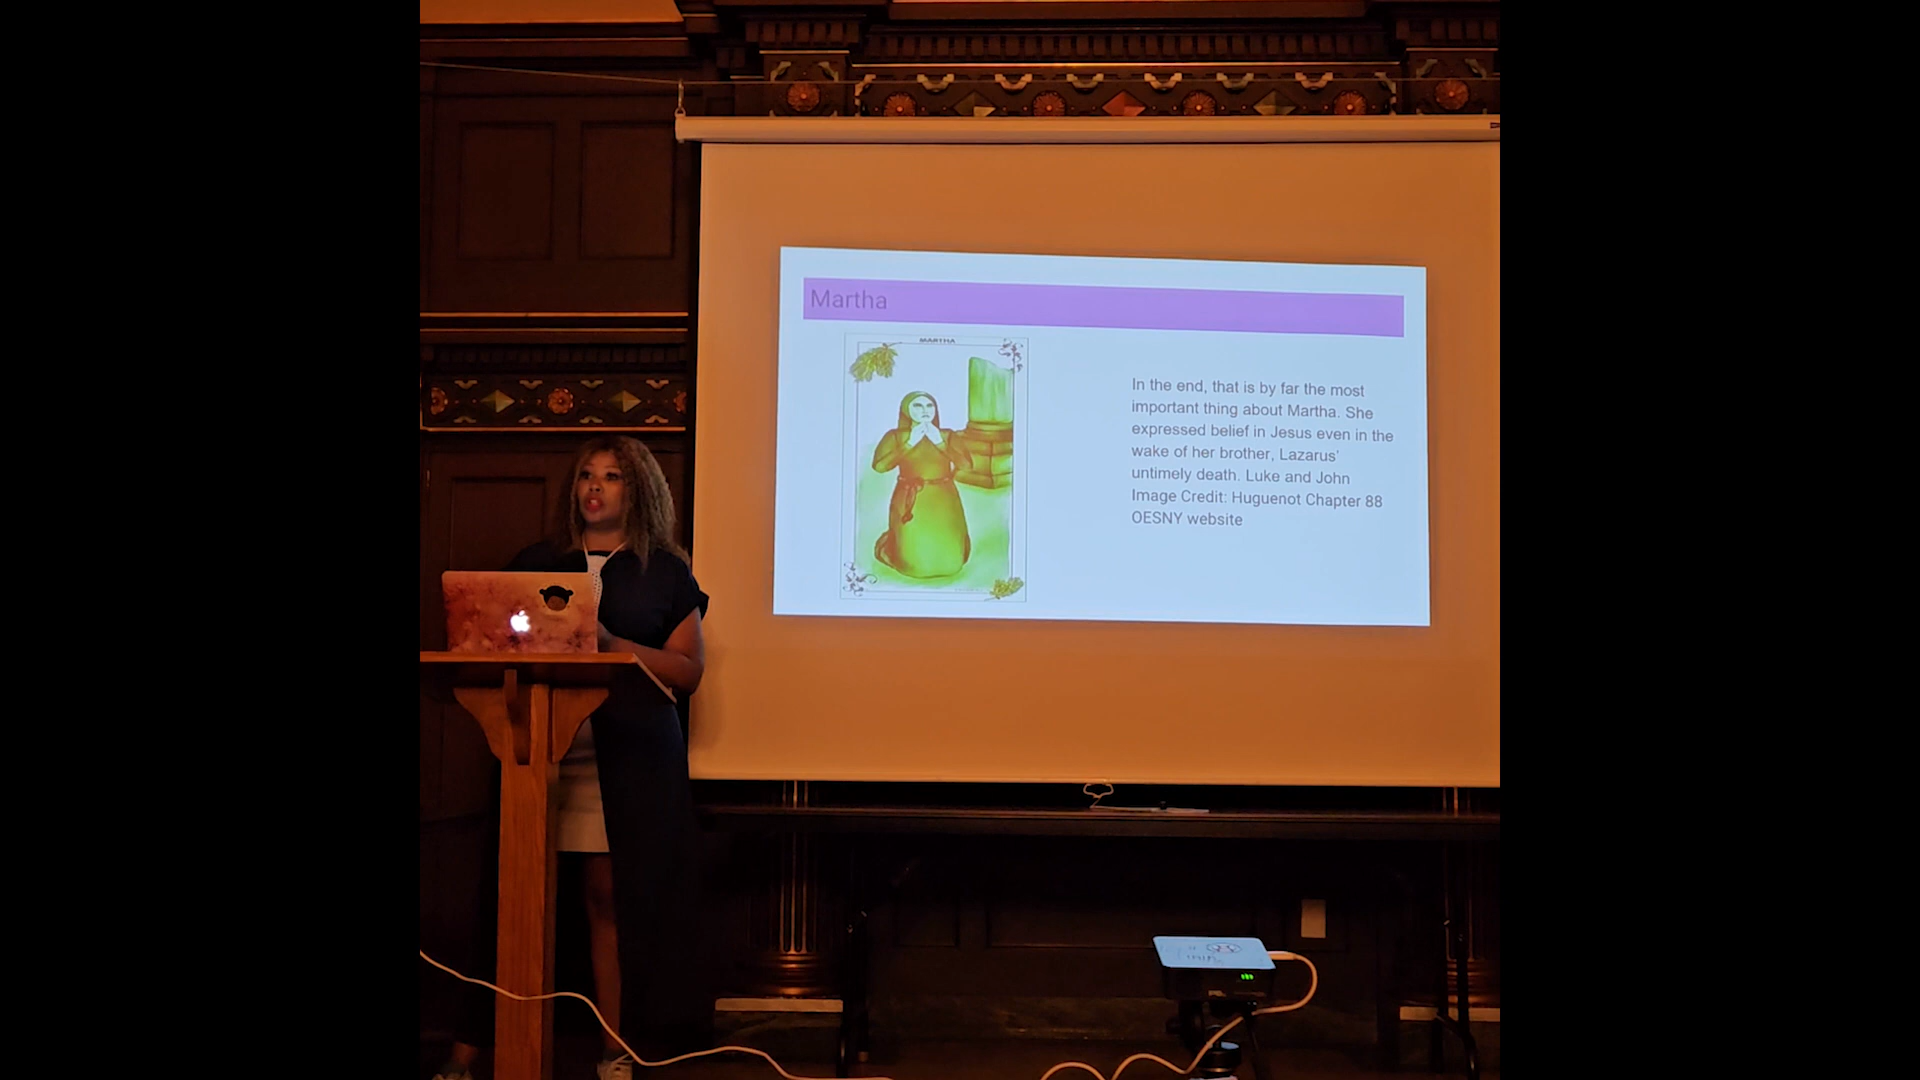 Martha
MARTHA
In the end, that is by far the most
important thing about Martha. She
expressed belief in Jesus even in the
wake of her brother, Lazarus'
untimely death. Luke and John
Image Credit: Huguenot Chapter 88
OESNY website